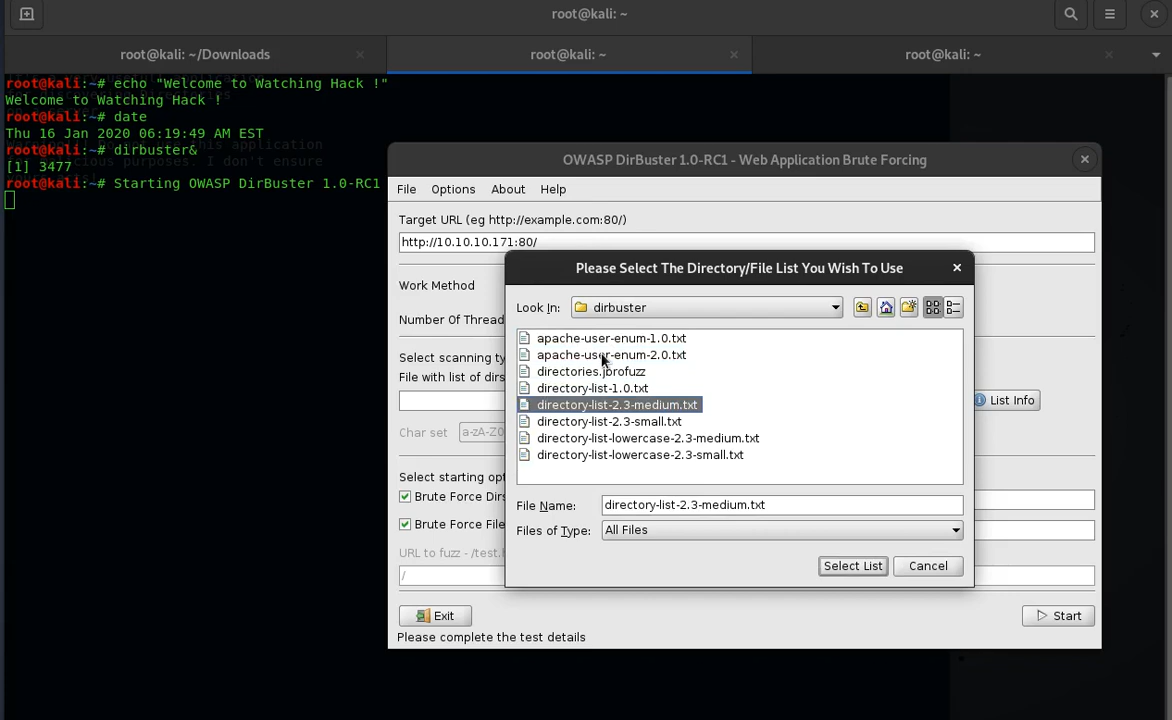 root@kali: ~
root@kali: ~/Downloads
root@kali: ~
root@kali: ~
root@kali:~# echo "Welcome to Watching Hack !"
Welcome to Watching Hack !
root@kali:~# date
Thu 16 Jan 2020 06:19:49 AM EST
this application
root@kali:~# dirbuster&
purposes. I don't ensure
[1] 3477
root@kali:~# Starting OWASP DirBuster 1.0-RC1
OWASP DirBuster 1.0-RC1 - Web Application Brute Forcing
File Options About Help
Target URL (eg http://example.com:80/)
http://10.10.10.171:80/
Work Method
Number Of Thread
Select scanning ty
File with list of dirs
List Info
Char set a-zA-Z0
Select starting opt
Brute Force Dirs
Brute Force File
URL to fuzz - /test.h
/
Exit
Start
Please complete the test details
Please Select The Directory/File List You Wish To Use
Look In: dirbuster
apache-user-enum-1.0.txt
apache-user-enum-2.0.txt
directories.jbrofuzz
directory-list-1.0.txt
directory-list-2.3-medium.txt
directory-list-2.3-small.txt
directory-list-lowercase-2.3-medium.txt
directory-list-lowercase-2.3-small.txt
File Name: directory-list-2.3-medium.txt
Files of Type: All Files
Select List Cancel